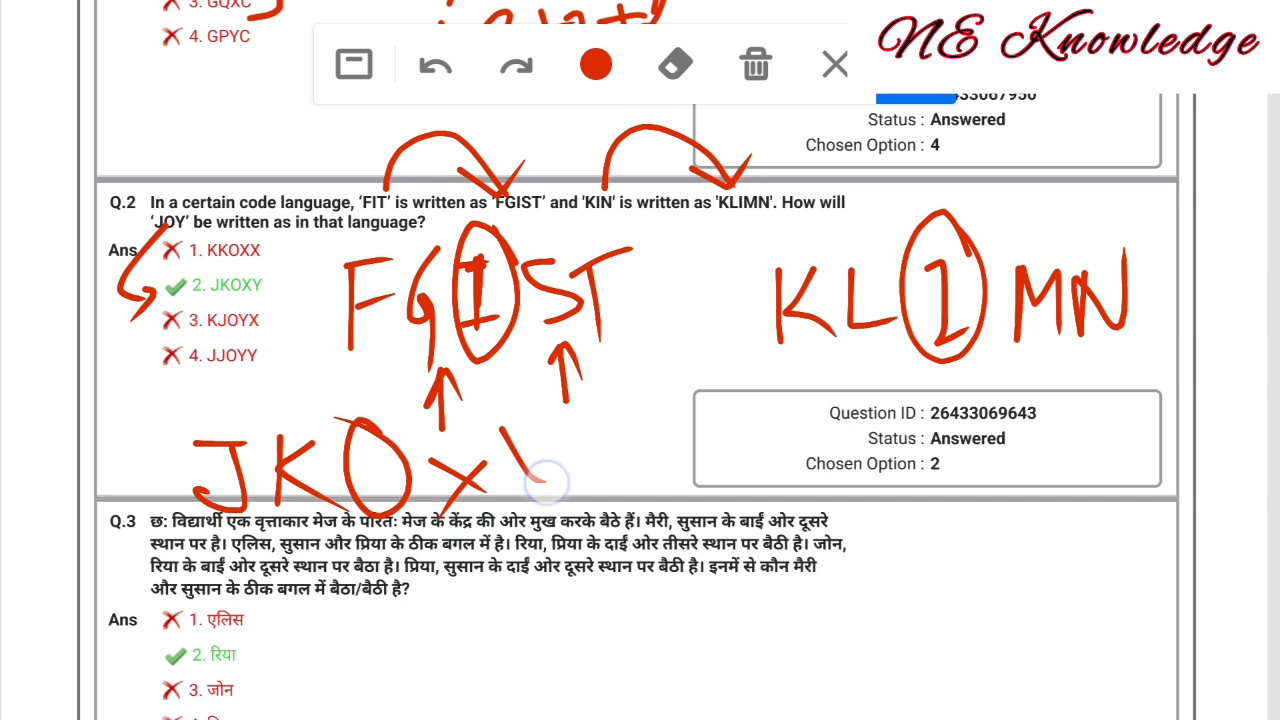 3. GQXC
4. GPYC
NE Knowledge
Status : Answered
Chosen Option : 4
Q.2 In a certain code language, ‘FIT’ is written as ‘FGIST’ and 'KIN' is written as 'KLIMN'. How will
‘JOY’ be written as in that language?
Ans 1. KKOXX
2. JKOXY
3. KJOYX
4. JJOYY
FGIST
KLIMN
JKOX
Question ID : 26433069643
Status : Answered
Chosen Option : 2
Q.3 छ: विद्यार्थी एक वृत्ताकार मेज के परितः मेज के केंद्र की ओर मुख करके बैठे हैं। मैरी, सुसान के बाईं ओर दूसरे
स्थान पर है। एलिस, सुसान और प्रिया के ठीक बगल में है। रिया, प्रिया के दाईं ओर तीसरे स्थान पर बैठी है। जोन,
रिया के बाईं ओर दूसरे स्थान पर बैठा है। प्रिया, सुसान के दाईं ओर दूसरे स्थान पर बैठी है। इनमें से कौन मैरी
और सुसान के ठीक बगल में बैठा/बैठी है?
Ans 1. एलिस
2. रिया
3. जोन